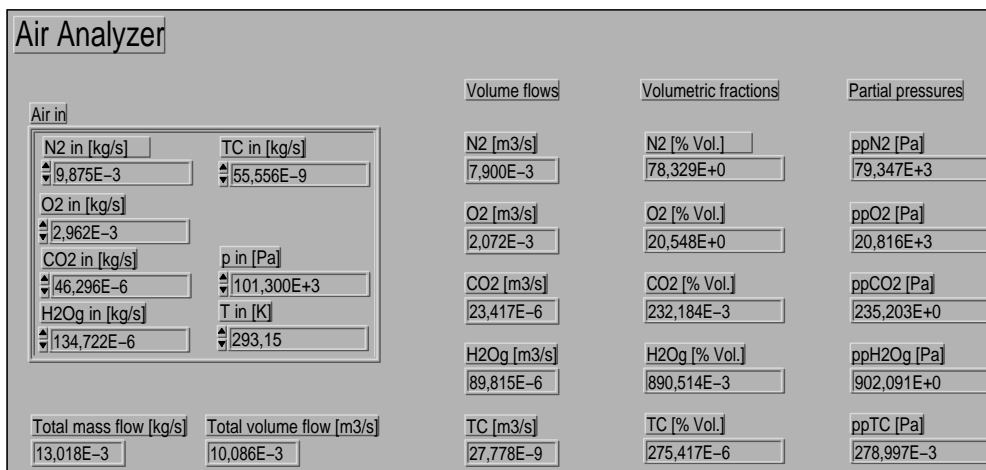 Air Analyzer
Volume flows Volumetric fractions Partial pressures
Air in
N2 in [kg/s] TC in [kg/s] N2 [m3/s] N2 [% Vol.] ppN2 [Pa]
9,875E−3 55,556E−9 7,900E−3 78,329E+0 79,347E+3
O2 in [kg/s] O2 [m3/s] O2 [% Vol.] ppO2 [Pa]
2,962E−3 2,072E−3 20,548E+0 20,816E+3
CO2 in [kg/s] p in [Pa] CO2 [m3/s] CO2 [% Vol.] ppCO2 [Pa]
46,296E−6 101,300E+3 23,417E−6 232,184E−3 235,203E+0
H2Og in [kg/s] T in [K] H2Og [m3/s] H2Og [% Vol.] ppH2Og [Pa]
134,722E−6 293,15 89,815E−6 890,514E−3 902,091E+0
Total mass flow [kg/s] Total volume flow [m3/s] TC [m3/s] TC [% Vol.] ppTC [Pa]
13,018E−3 10,086E−3 27,778E−9 275,417E−6 278,997E−3